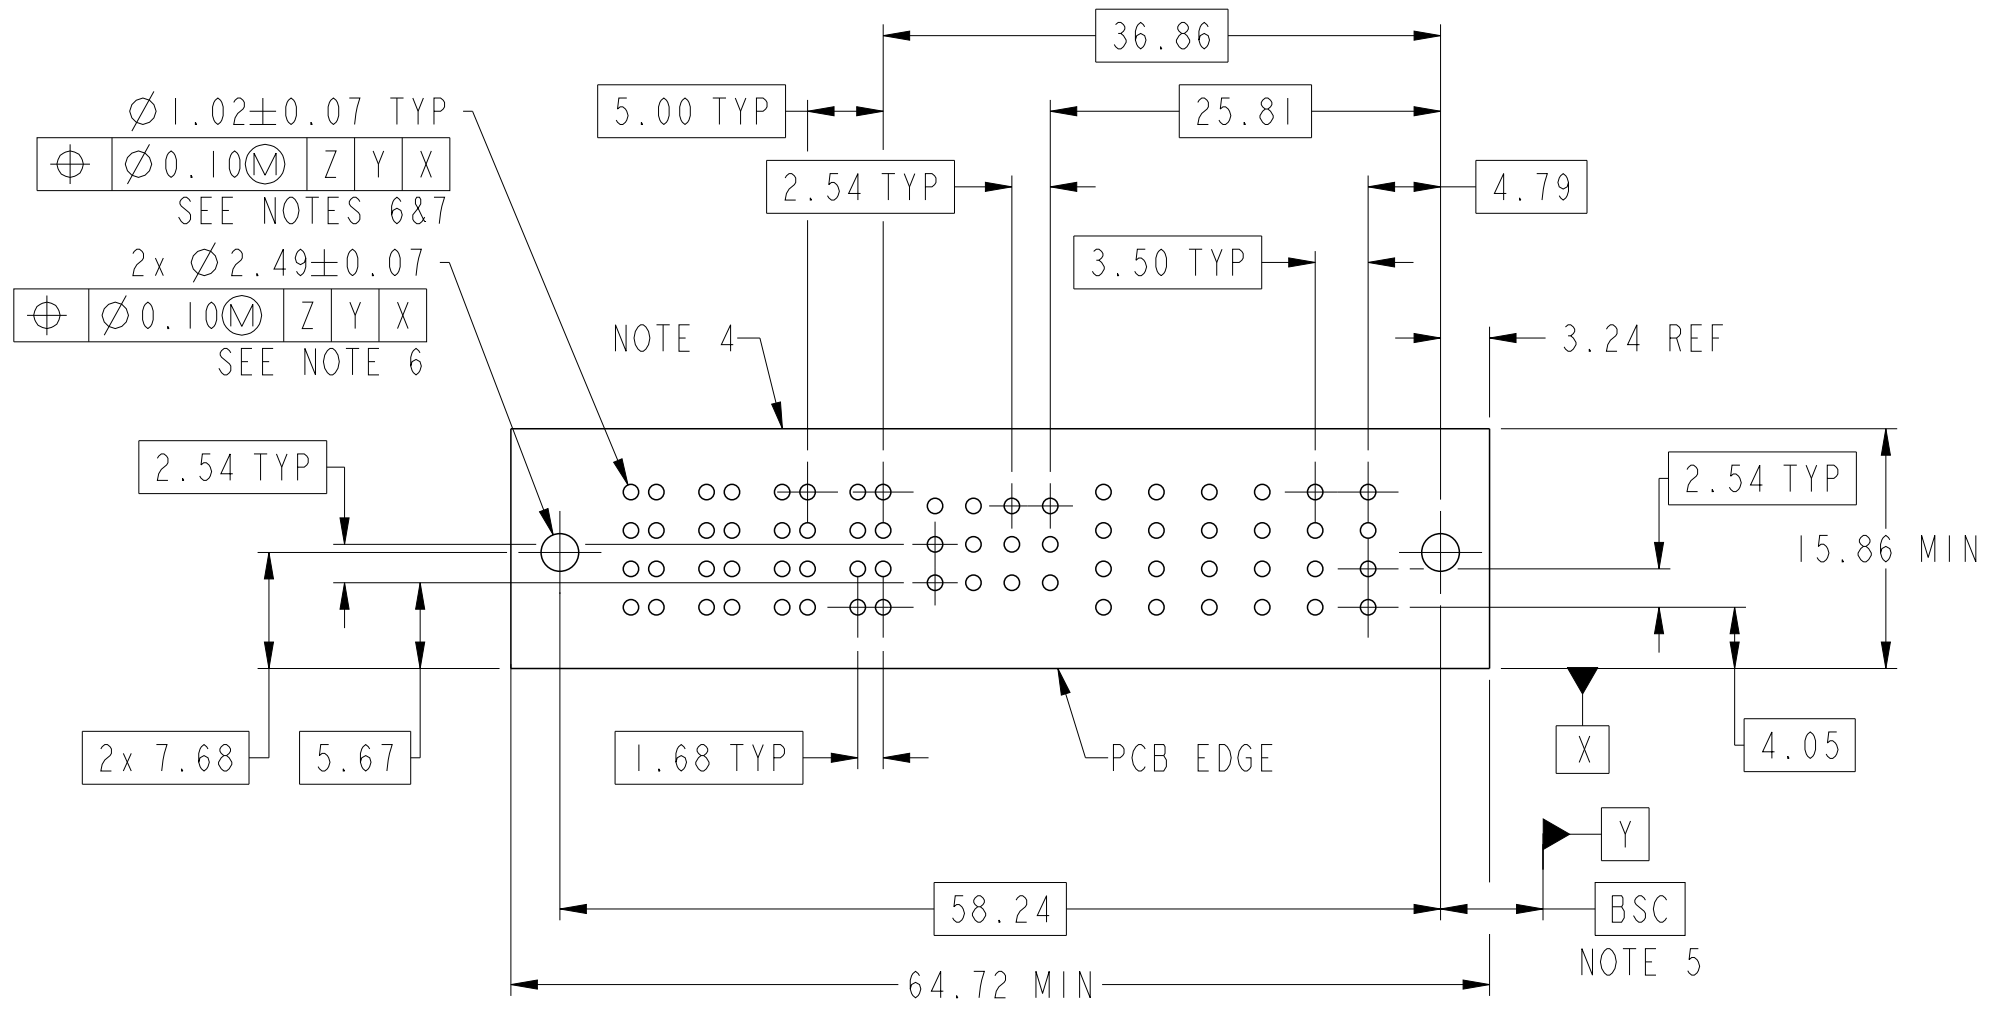 36.86
Ø1.02±0.07 TYP
5.00 TYP
25.81
⌖ Ø0.10Ⓜ Z Y X
2.54 TYP
4.79
SEE NOTES 6&7
2x Ø2.49±0.07
3.50 TYP
⌖ Ø0.10Ⓜ Z Y X
NOTE 4
3.24 REF
SEE NOTE 6
2.54 TYP
2.54 TYP
15.86 MIN
2x 7.68
5.67
1.68 TYP
PCB EDGE
X
4.05
Y
58.24
BSC
NOTE 5
64.72 MIN